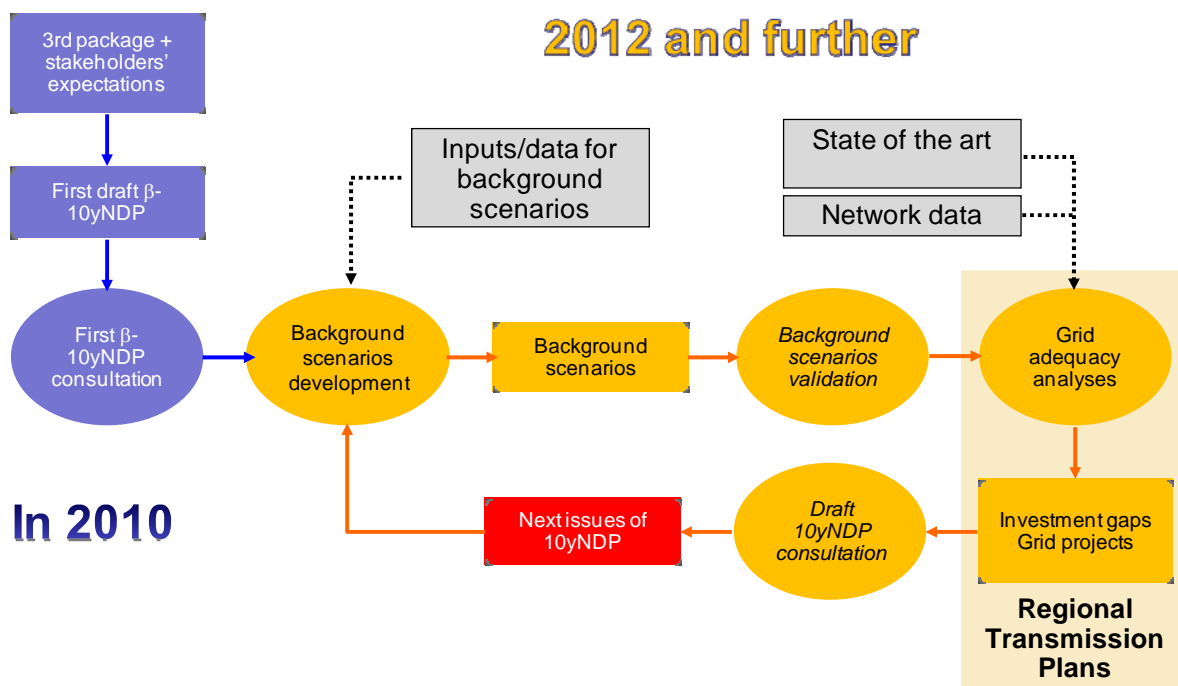 2012 and further
3rd package +
stakeholders'
expectations
First draft β-
10yNDP
First β-
10yNDP
consultation
In 2010
Inputs/data for
background
scenarios
State of the art
Network data
Background
scenarios
development
Background
scenarios
Background
scenarios
validation
Grid
adequacy
analyses
Next issues of
10yNDP
Draft
10yNDP
consultation
Investment gaps
Grid projects
Regional
Transmission
Plans